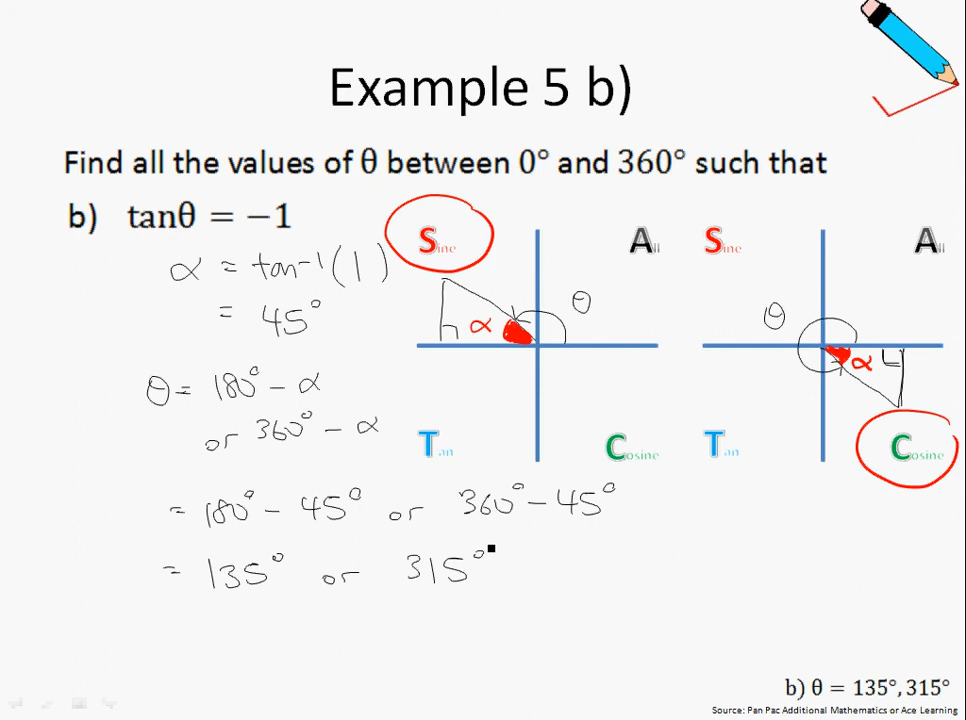 Example 5 b)
Find all the values of θ between 0° and 360° such that
b) tanθ = −1
Sine All Sine All
α = tan⁻¹(1)
= 45°
θ θ
α α
θ = 180° − α
or 360° − α
Tan Cosine Tan Cosine
= 180° − 45° or 360° − 45°
= 135° or 315°
b) θ = 135°, 315°
Source: Pan Pac Additional Mathematics or Ace Learning